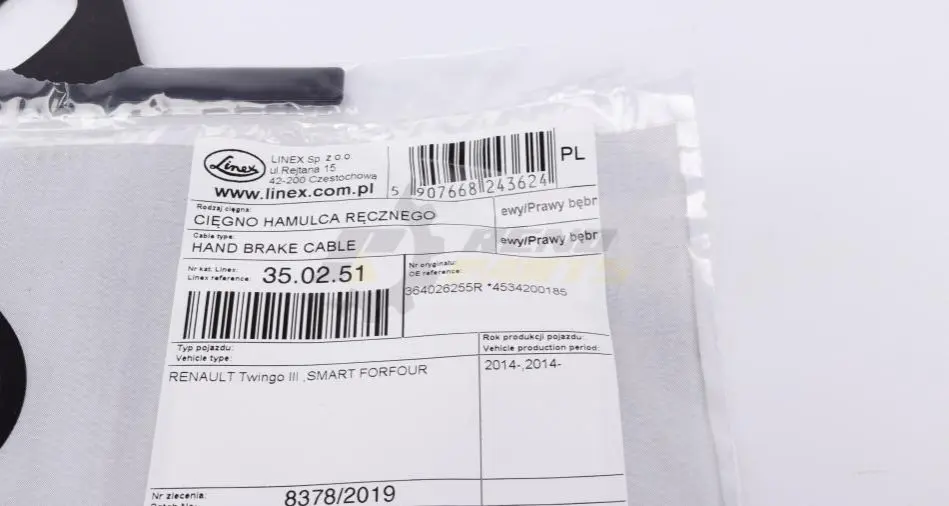 Linex
LINEX Sp. z o.o.
ul.Rejtana 15
42-200 Częstochowa
www.linex.com.pl
5 907668 243624
PL
Rodzaj cięgna:
CIĘGNO HAMULCA RĘCZNEGO
ewy/Prawy bębr
Cable type:
HAND BRAKE CABLE
ewy/Prawy bębr
Nr kat. Linex:
Linex reference:
35.02.51
Nr oryginału:
OE reference:
364026255R *4534200185
Typ pojazdu:
Vehicle type:
Rok produkcji pojazdu:
Vehicle production period:
RENAULT Twingo III ,SMART FORFOUR
2014-,2014-
Nr zlecenia:
Batch No
8378/2019